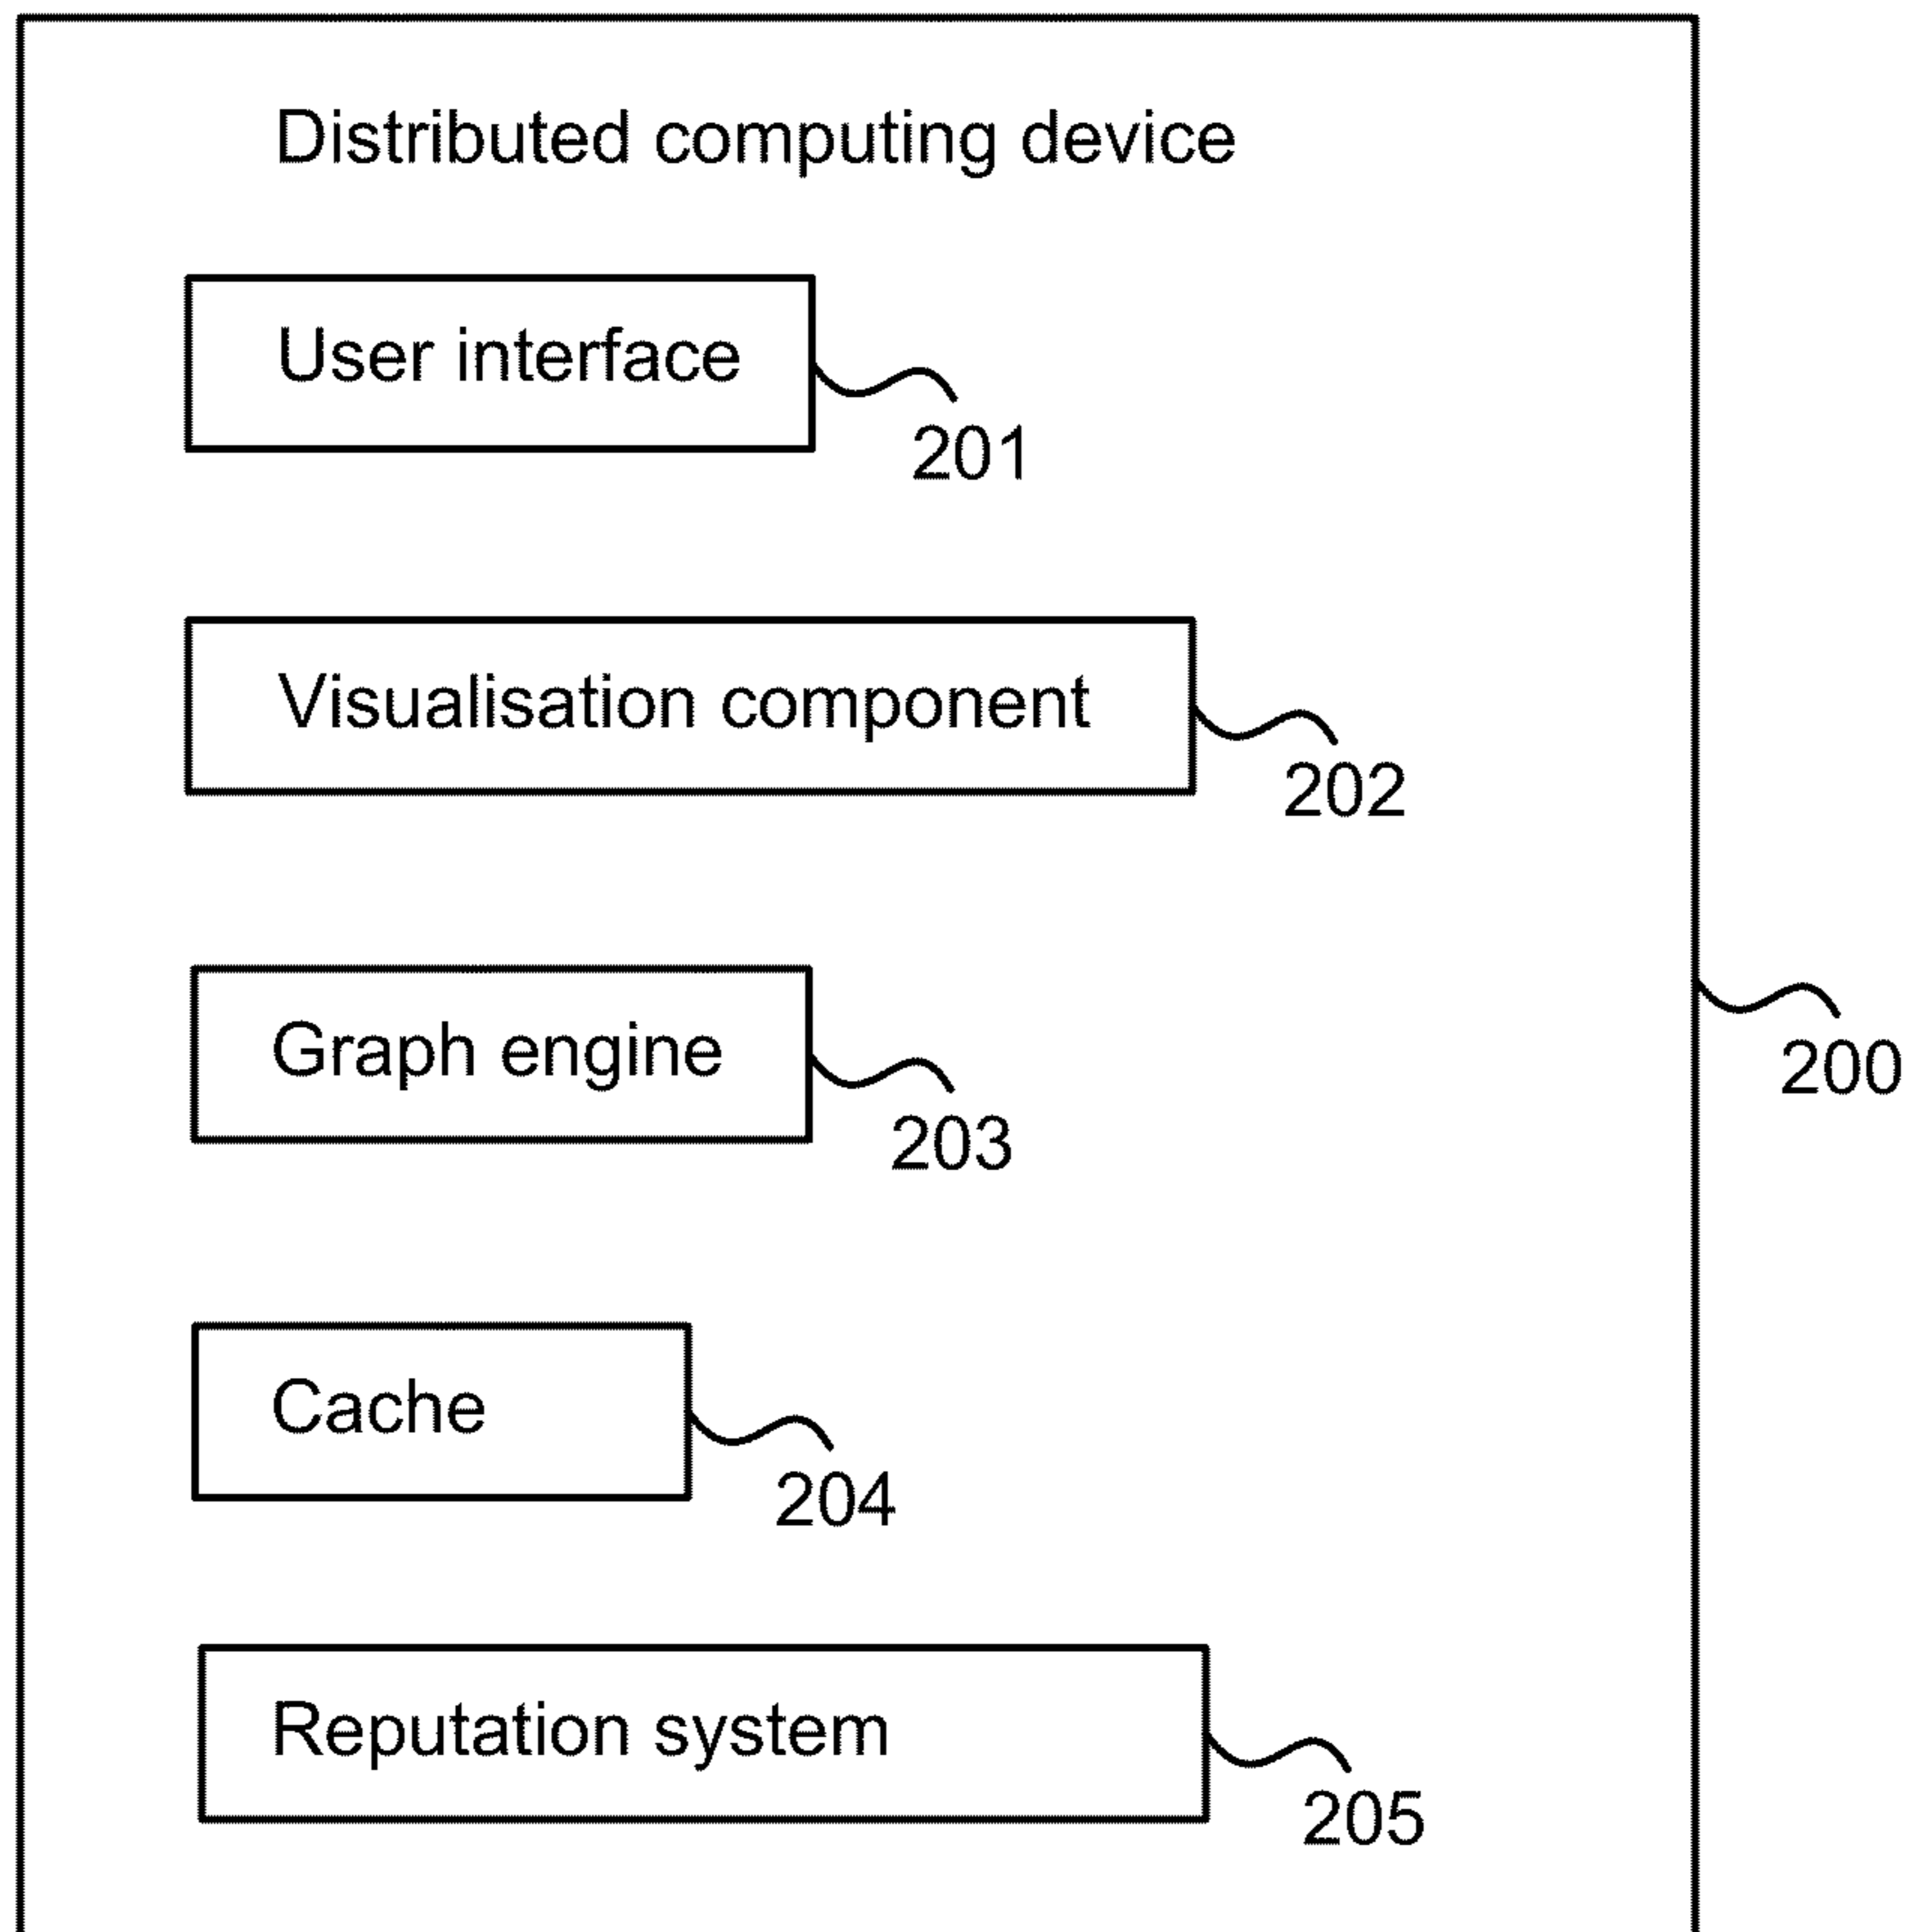 Distributed computing device
User interface
201
Visualisation component
202
Graph engine
200
203
Cache
204
Reputation system
205